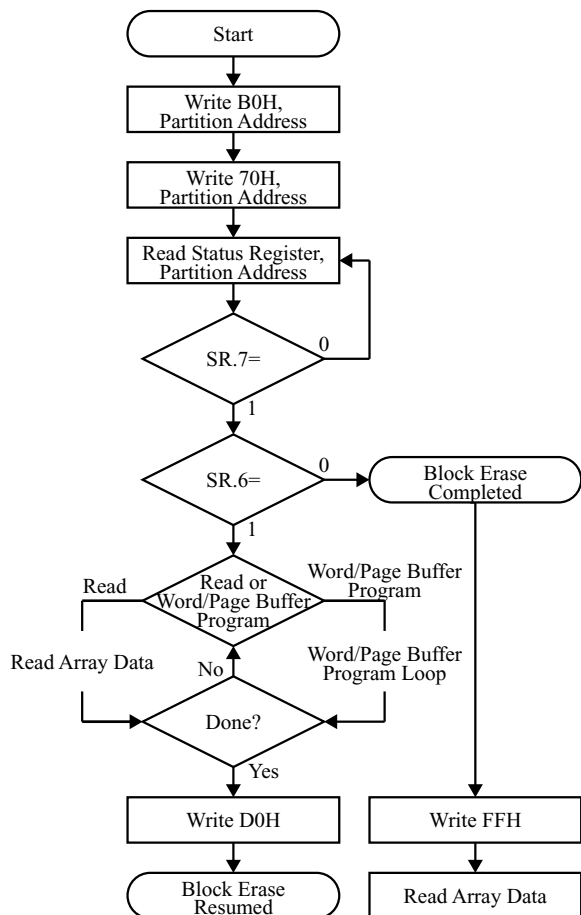 Start
Write B0H,
Partition Address
Write 70H,
Partition Address
Read Status Register,
Partition Address
SR.7=
0
1
SR.6=
0
Block Erase
Completed
1
Read
Read or
Word/Page Buffer
Program
Word/Page Buffer
Program
Read Array Data
No
Word/Page Buffer
Program Loop
Done?
Yes
Write D0H
Write FFH
Block Erase
Resumed
Read Array Data